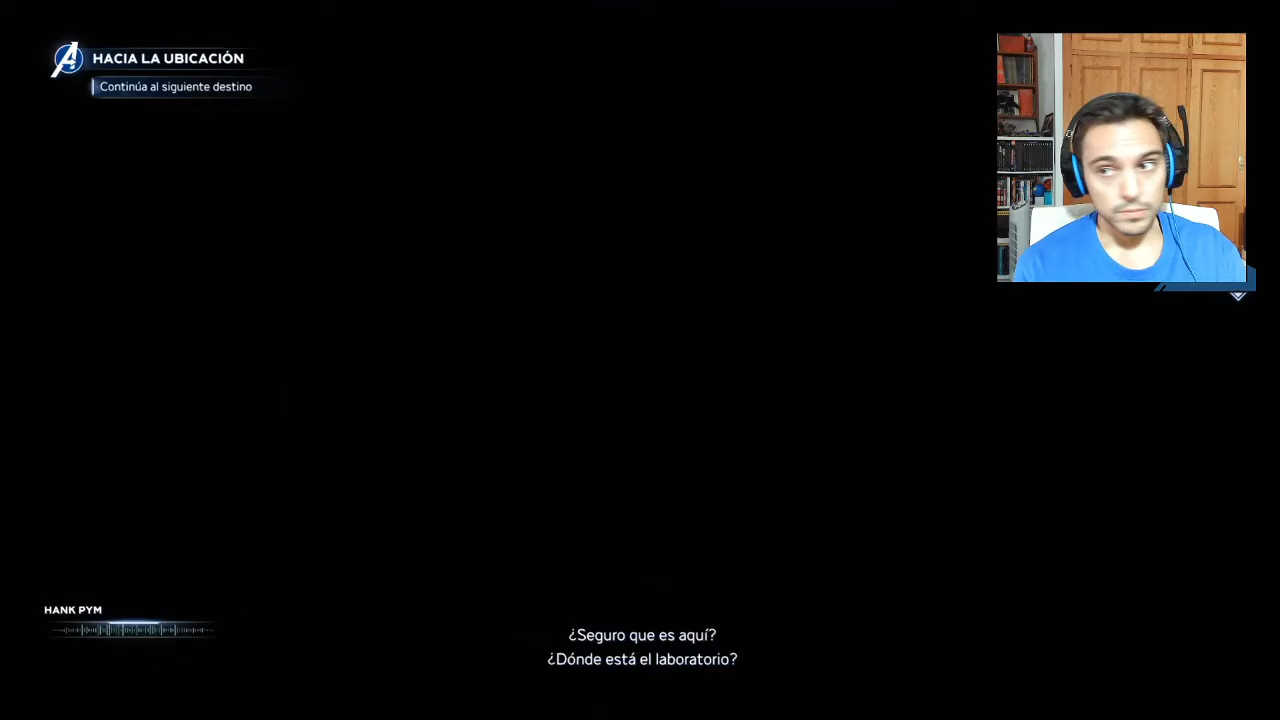 HACIA LA UBICACIÓN
Continúa al siguiente destino
HANK PYM
¿Seguro que es aquí?
¿Dónde está el laboratorio?